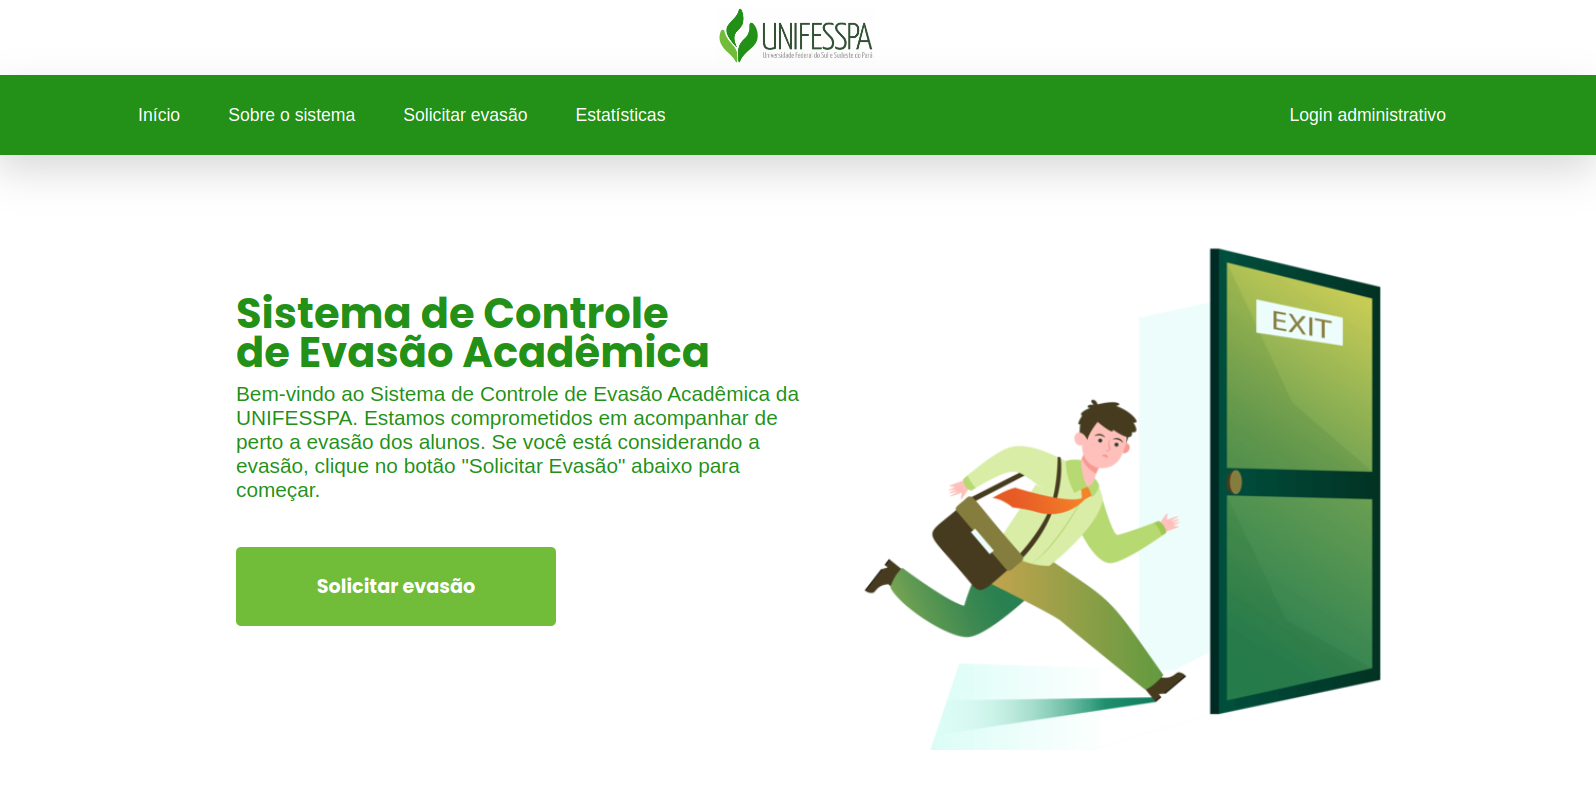 UNIFESSPA
Universidade Federal do Sul e Sudeste do Pará
Início
Sobre o sistema
Solicitar evasão
Estatísticas
Login administrativo
Sistema de Controle
de Evasão Acadêmica
Bem-vindo ao Sistema de Controle de Evasão Acadêmica da
UNIFESSPA. Estamos comprometidos em acompanhar de
perto a evasão dos alunos. Se você está considerando a
evasão, clique no botão "Solicitar Evasão" abaixo para
começar.
Solicitar evasão
EXIT